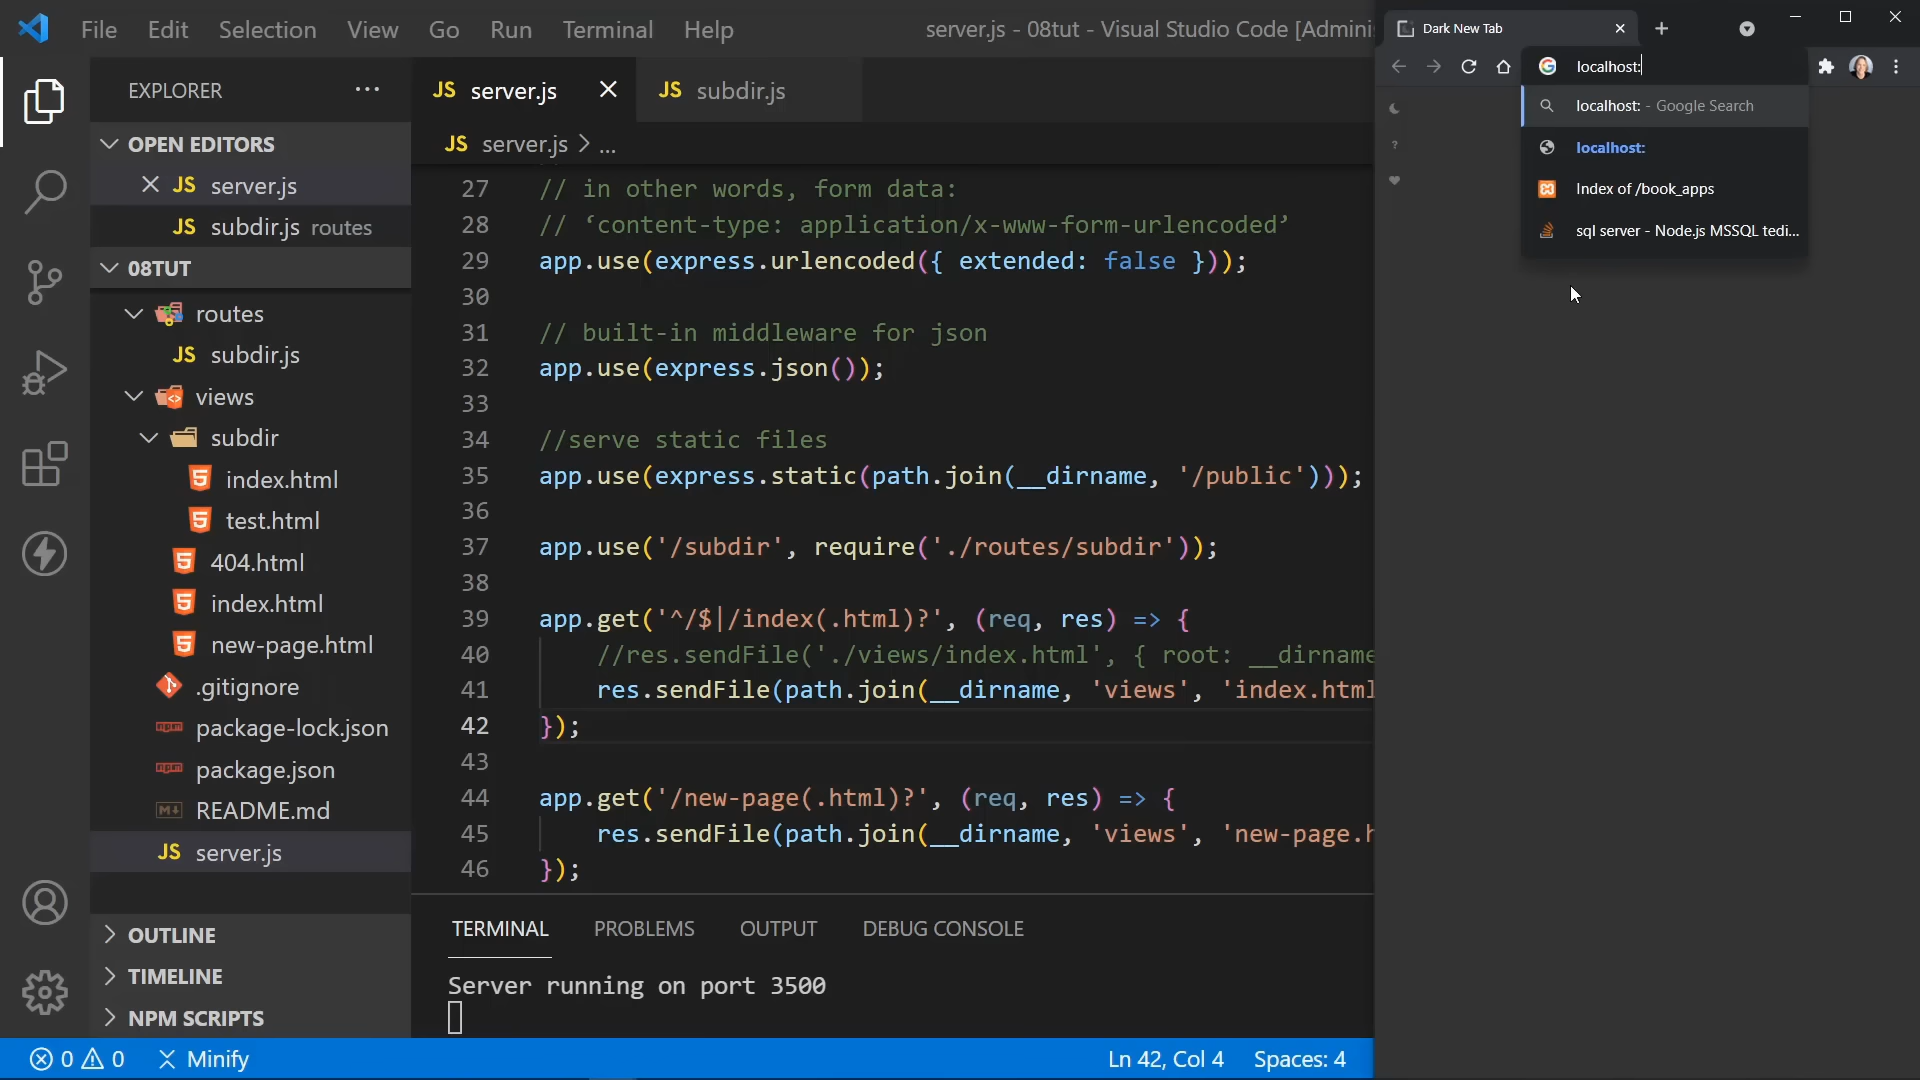 File Edit Selection View Go Run Terminal Help
server.js - 08tut - Visual Studio Code [Admini
EXPLORER
OPEN EDITORS
JS server.js
JS subdir.js routes
08TUT
routes
JS subdir.js
views
subdir
index.html
test.html
404.html
index.html
new-page.html
.gitignore
package-lock.json
package.json
README.md
JS server.js
OUTLINE
TIMELINE
NPM SCRIPTS
JS server.js
JS subdir.js
JS server.js > ...
27 // in other words, form data:
28 // ‘content-type: application/x-www-form-urlencoded’
29 app.use(express.urlencoded({ extended: false }));
30
31 // built-in middleware for json
32 app.use(express.json());
33
34 //serve static files
35 app.use(express.static(path.join(__dirname, '/public')));
36
37 app.use('/subdir', require('./routes/subdir'));
38
39 app.get('^/$|/index(.html)?', (req, res) => {
40 //res.sendFile('./views/index.html', { root: __dirname
41 res.sendFile(path.join(__dirname, 'views', 'index.html
42 });
43
44 app.get('/new-page(.html)?', (req, res) => {
45 res.sendFile(path.join(__dirname, 'views', 'new-page.h
46 });
TERMINAL PROBLEMS OUTPUT DEBUG CONSOLE
Server running on port 3500
0 0 Minify
Ln 42, Col 4 Spaces: 4
Dark New Tab
localhost:
localhost: - Google Search
localhost:
Index of /book_apps
sql server - Node.js MSSQL tedi...